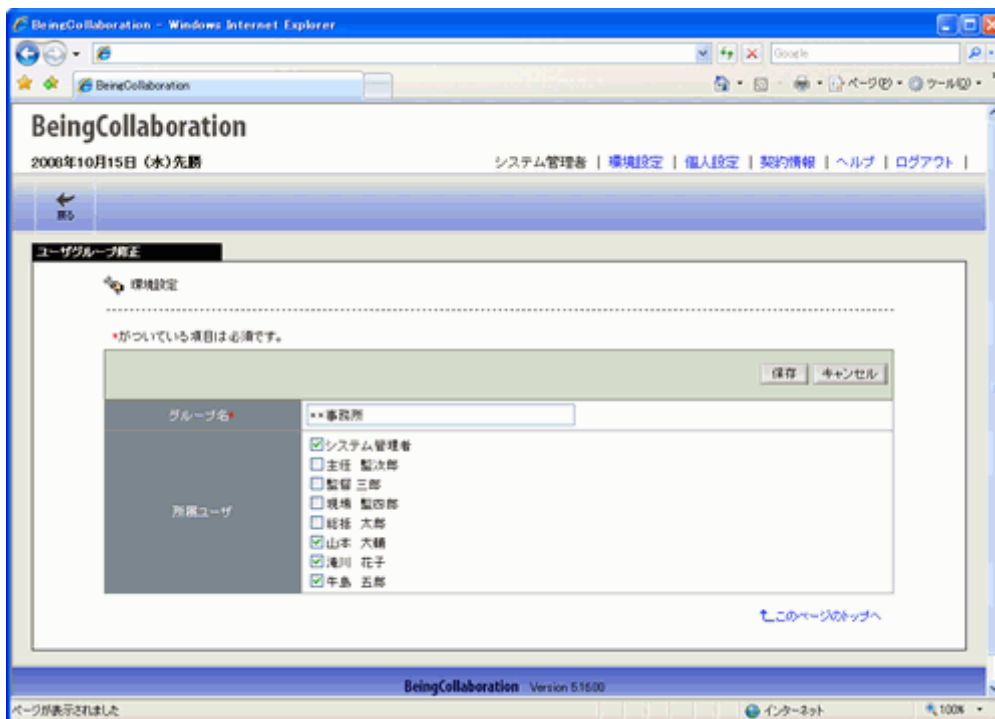 BeingCollaboration - Windows Internet Explorer
Google
BeingCollaboration
ページ(P)
ツール(O)
BeingCollaboration
2008年10月15日 (水)先勝
システム管理者 | 環境設定 | 個人設定 | 契約情報 | ヘルプ | ログアウト |
戻る
ユーザグループ修正
環境設定
*がついている項目は必須です。
保存 キャンセル
グループ名* **事務所
所属ユーザ
システム管理者
主任 監次郎
監督 三郎
現場 監四郎
総括 太郎
山本 大輔
滝川 花子
牛島 五郎
このページのトップへ
BeingCollaboration Version 5.16.00
ページが表示されました
インターネット
100%